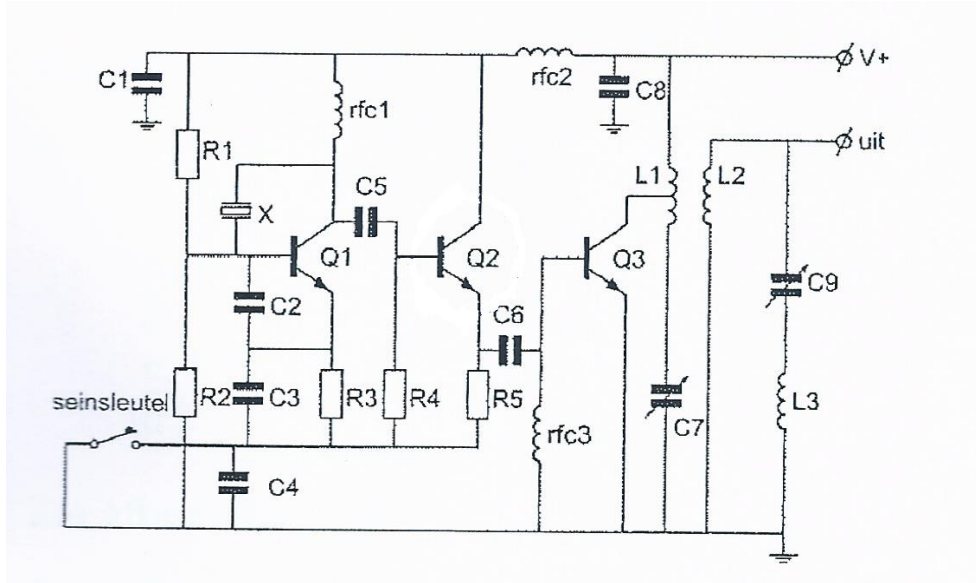 V+
C1
rfc2
C8
rfc1
R1
uit
C5
L1
L2
X
Q1
Q2
Q3
C9
C2
C6
R2
C3
R3
R4
R5
L3
seinsleutel
rfc3
C7
C4